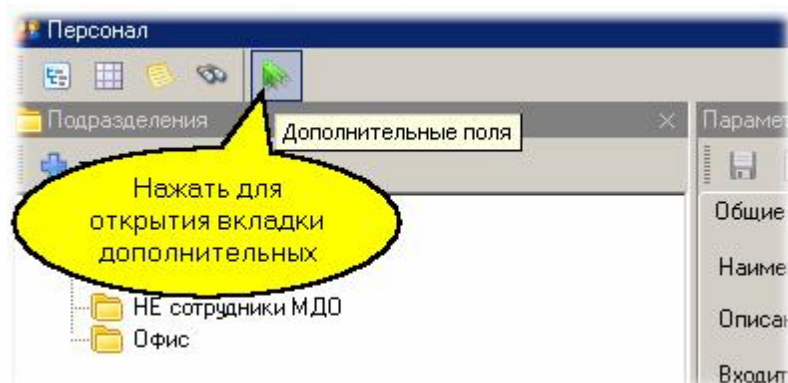 Персонал
Подразделения
Дополнительные поля
Нажать для
открытия вкладки
дополнительных
НЕ сотрудники МДО
Офис
Парамет
Общие
Наиме
Описан
Входит